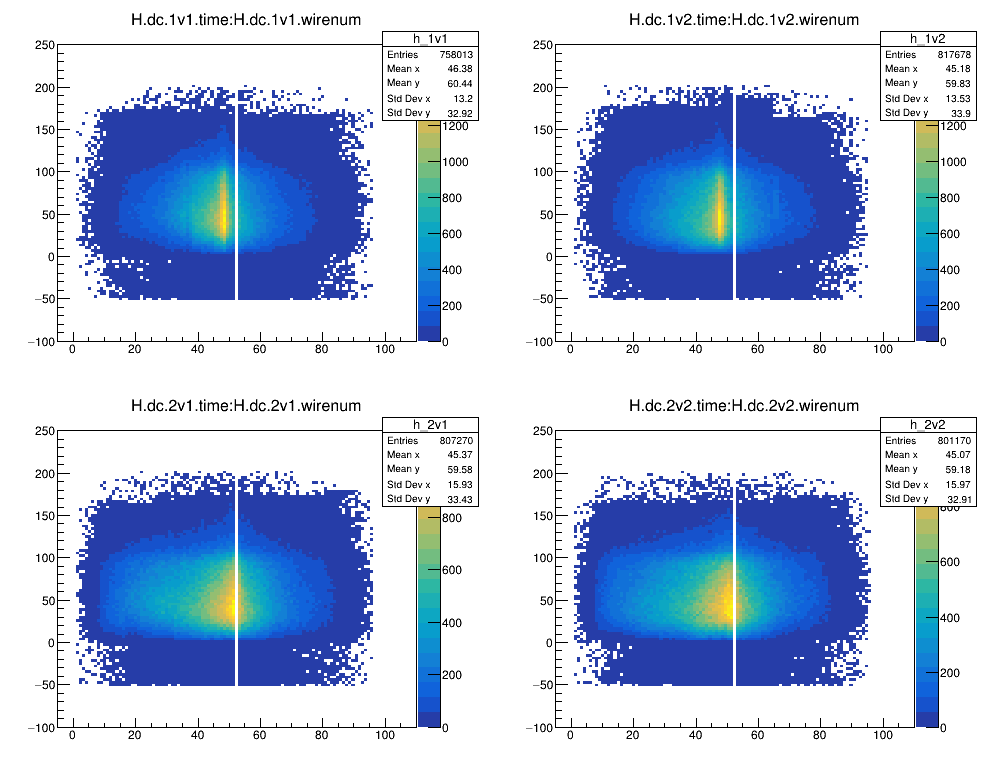 H.dc.1v1.time:H.dc.1v1.wirenum
h_1v1
Entries 758013
Mean x 46.38
Mean y 60.44
Std Dev x 13.2
Std Dev y 32.92
250
200
150
100
50
0
−50
−100
0 20 40 60 80 100
1200
1000
800
600
400
200
0
H.dc.1v2.time:H.dc.1v2.wirenum
h_1v2
Entries 817678
Mean x 45.18
Mean y 59.83
Std Dev x 13.53
Std Dev y 33.9
250
200
150
100
50
0
−50
−100
0 20 40 60 80 100
1200
1000
800
600
400
200
0
H.dc.2v1.time:H.dc.2v1.wirenum
h_2v1
Entries 807270
Mean x 45.37
Mean y 59.58
Std Dev x 15.93
Std Dev y 33.43
250
200
150
100
50
0
−50
−100
0 20 40 60 80 100
800
600
400
200
0
H.dc.2v2.time:H.dc.2v2.wirenum
h_2v2
Entries 801170
Mean x 45.07
Mean y 59.18
Std Dev x 15.97
Std Dev y 32.91
250
200
150
100
50
0
−50
−100
0 20 40 60 80 100
600
400
200
0